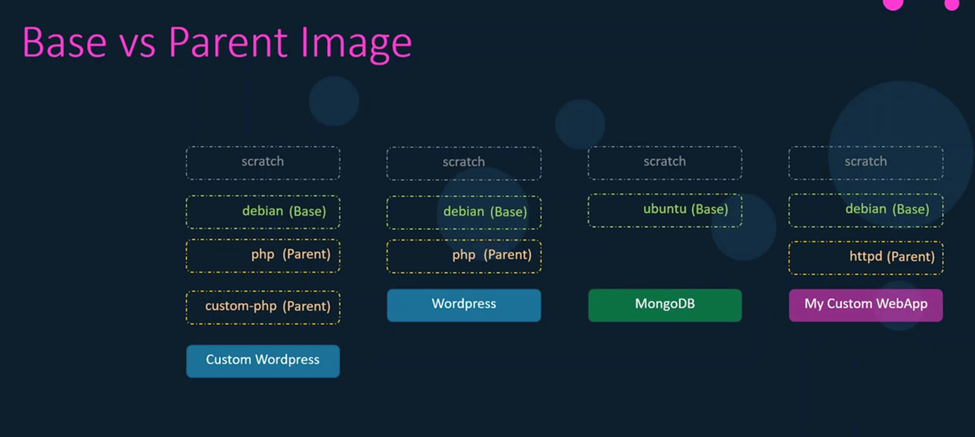 Base vs Parent Image
scratch
debian (Base)
php (Parent)
custom-php (Parent)
Custom Wordpress
scratch
debian (Base)
php (Parent)
Wordpress
scratch
ubuntu (Base)
MongoDB
scratch
debian (Base)
httpd (Parent)
My Custom WebApp